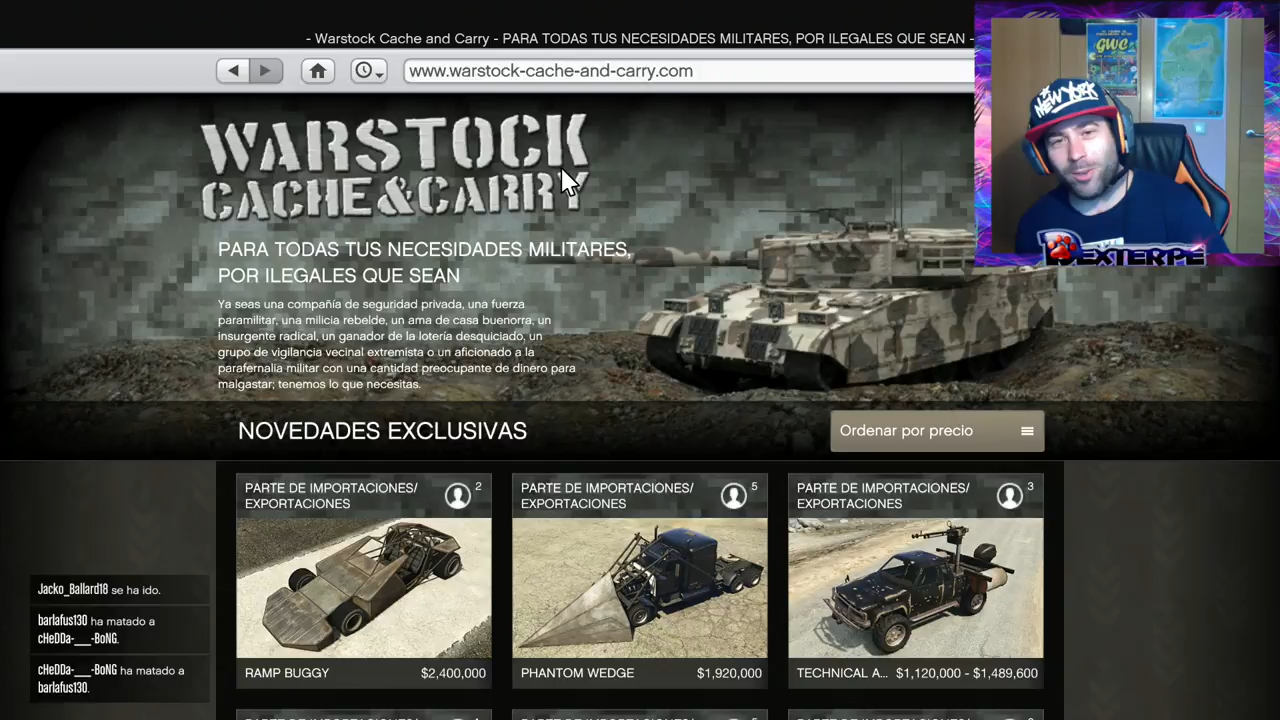 - Warstock Cache and Carry - PARA TODAS TUS NECESIDADES MILITARES, POR ILEGALES QUE SEAN -
www.warstock-cache-and-carry.com
GWC
NEW YORK
DEXTERPE
WARSTOCK
CACHE&CARRY
PARA TODAS TUS NECESIDADES MILITARES,
POR ILEGALES QUE SEAN
Ya seas una compañía de seguridad privada, una fuerza
paramilitar, una milicia rebelde, un ama de casa buenorra, un
insurgente radical, un ganador de la lotería desquiciado, un
grupo de vigilancia vecinal extremista o un aficionado a la
parafernalia militar con una cantidad preocupante de dinero para
malgastar; tenemos lo que necesitas.
NOVEDADES EXCLUSIVAS
Ordenar por precio
PARTE DE IMPORTACIONES/
EXPORTACIONES
2
RAMP BUGGY $2,400,000
PARTE DE IMPORTACIONES/
EXPORTACIONES
5
PHANTOM WEDGE $1,920,000
PARTE DE IMPORTACIONES/
EXPORTACIONES
3
TECHNICAL A... $1,120,000 - $1,489,600
Jacko_Ballard18 se ha ido.
barlafus130 ha matado a
cHeDDa-___-BoNG.
cHeDDa-___-BoNG ha matado a
barlafus130.